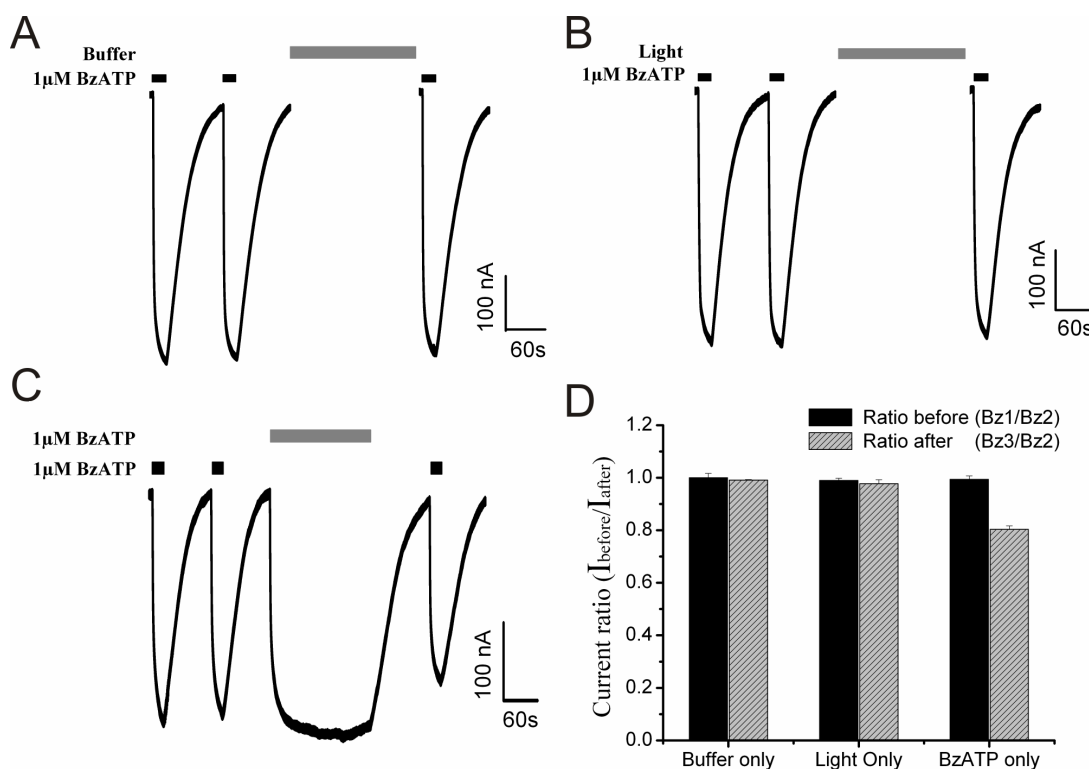 A
Buffer
1µM BzATP
100 nA
60s
B
Light
1µM BzATP
100 nA
60s
C
1µM BzATP
1µM BzATP
100 nA
60s
D
Ratio before (Bz1/Bz2)
Ratio after (Bz3/Bz2)
Current ratio (Ibefore/Iafter)
1.2
1.0
0.8
0.6
0.4
0.2
0.0
Buffer only
Light Only
BzATP only